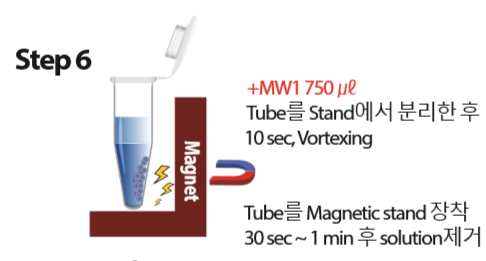 Step 6
+MW1 750 μℓ
Tube를 Stand에서 분리한 후
10 sec, Vortexing
Magnet
Tube를 Magnetic stand 장착
30 sec ~ 1 min 후 solution제거